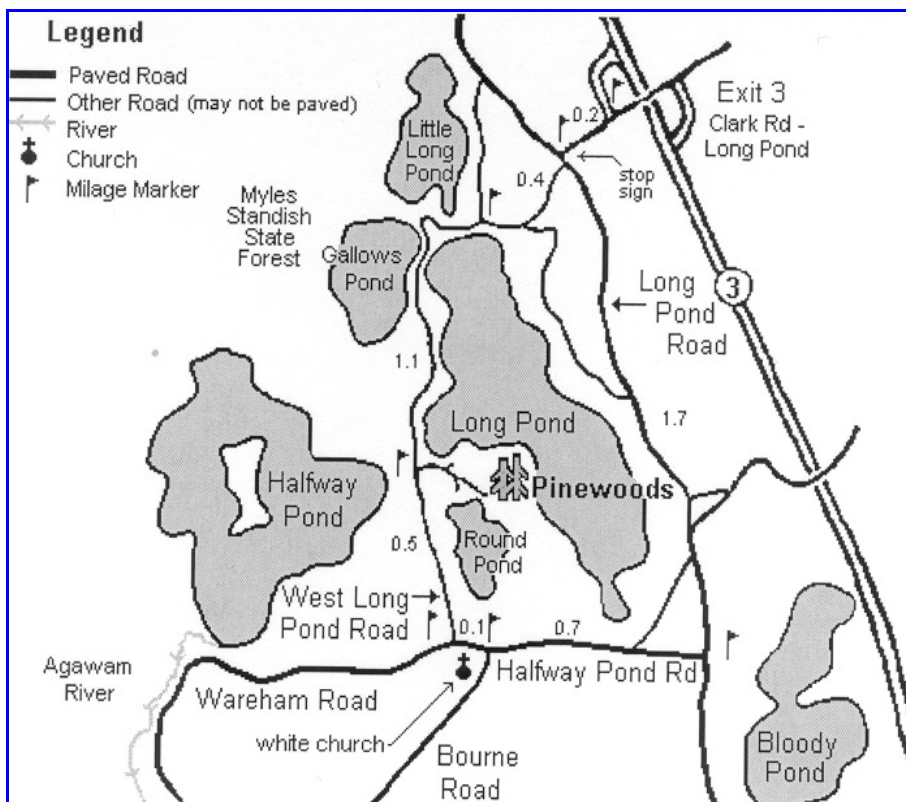 Legend
Paved Road
Other Road (may not be paved)
River
Church
Milage Marker
Little
Long
Pond
0.2
Exit 3
Clark Rd -
Long Pond
stop
sign
0.4
Myles
Standish
State
Forest
Gallows
Pond
3
Long
Pond
Road
1.1
1.7
Long Pond
Halfway
Pond
Pinewoods
Round
Pond
0.5
West Long
Pond Road
0.1
0.7
Halfway Pond Rd
Agawam
River
Wareham Road
white church
Bourne
Road
Bloody
Pond